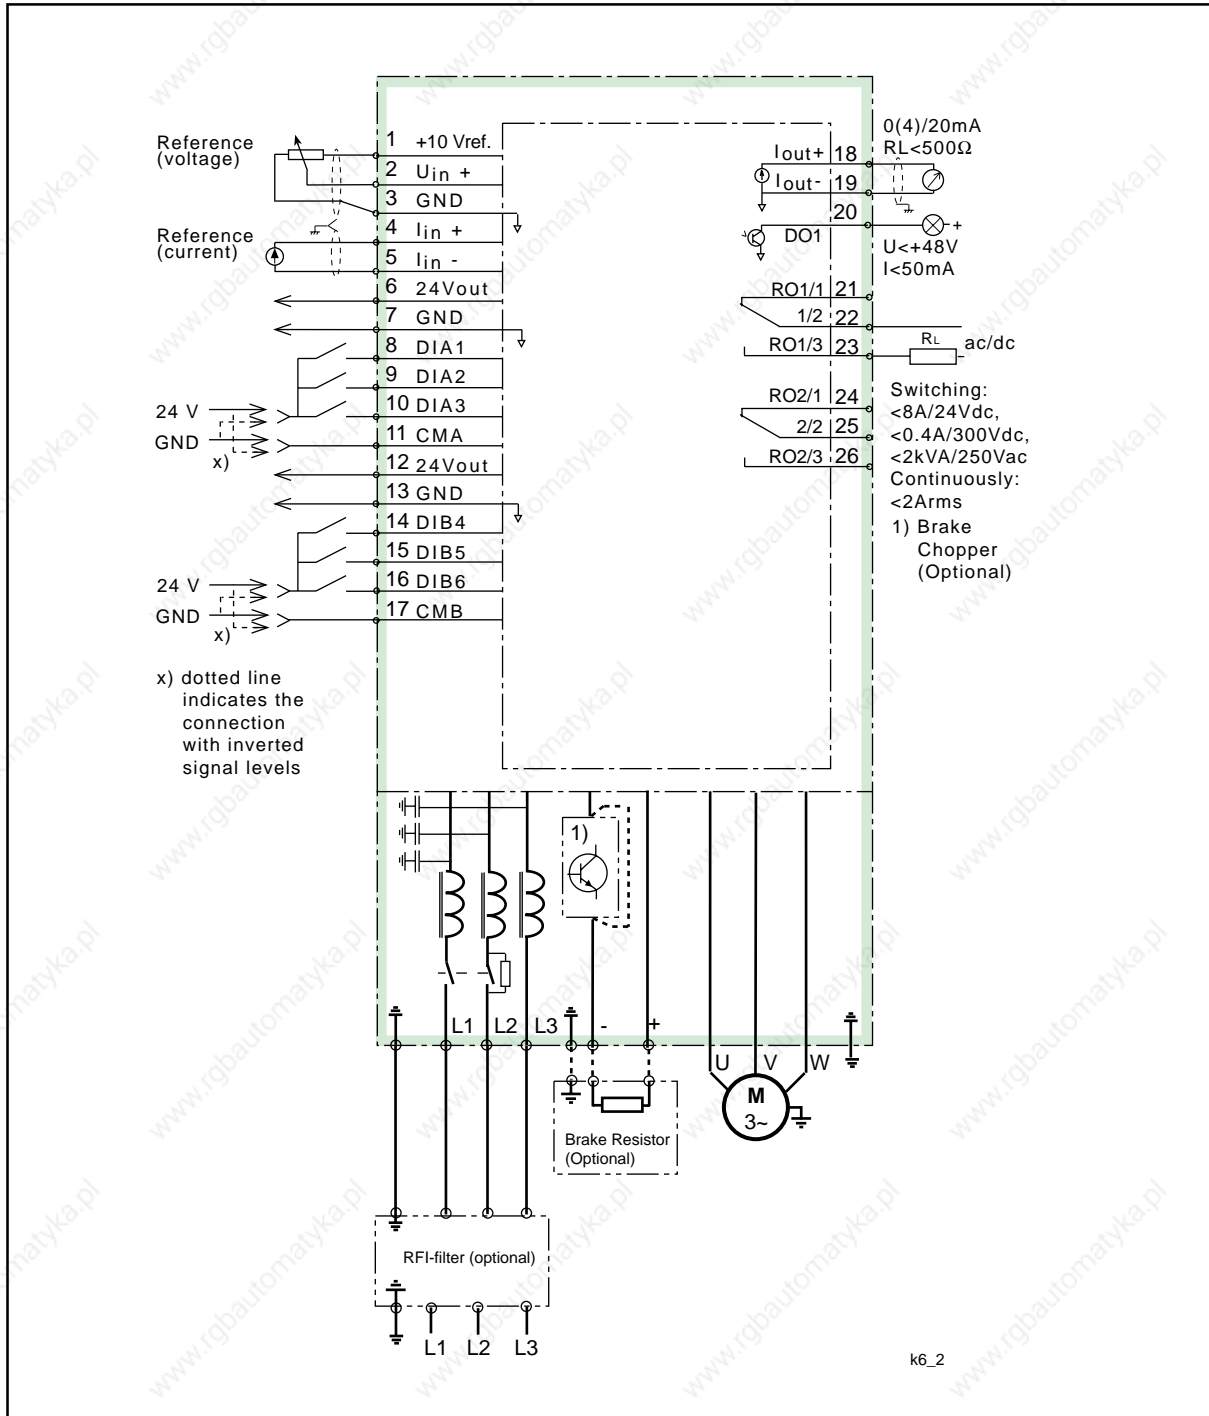 Reference
(voltage)
1 +10 Vref.
2 Uin +
3 GND
Reference
(current)
4 Iin +
5 Iin -
6 24Vout
7 GND
8 DIA1
9 DIA2
24 V
10 DIA3
GND
11 CMA
x)
12 24Vout
13 GND
14 DIB4
15 DIB5
24 V
16 DIB6
GND
17 CMB
x)
x) dotted line
indicates the
connection
with inverted
signal levels
0(4)/20mA
RL<500Ω
Iout+ 18
Iout- 19
20
DO1
+
U<+48V
I<50mA
RO1/1 21
1/2 22
RO1/3 23
RL
ac/dc
RO2/1 24
2/2 25
RO2/3 26
Switching:
<8A/24Vdc,
<0.4A/300Vdc,
<2kVA/250Vac
Continuously:
<2Arms
1) Brake
Chopper
(Optional)
1)
L1 L2 L3 - +
U V W
M
3~
Brake Resistor
(Optional)
RFI-filter (optional)
L1 L2 L3
k6_2
www.rgbautomatyka.pl